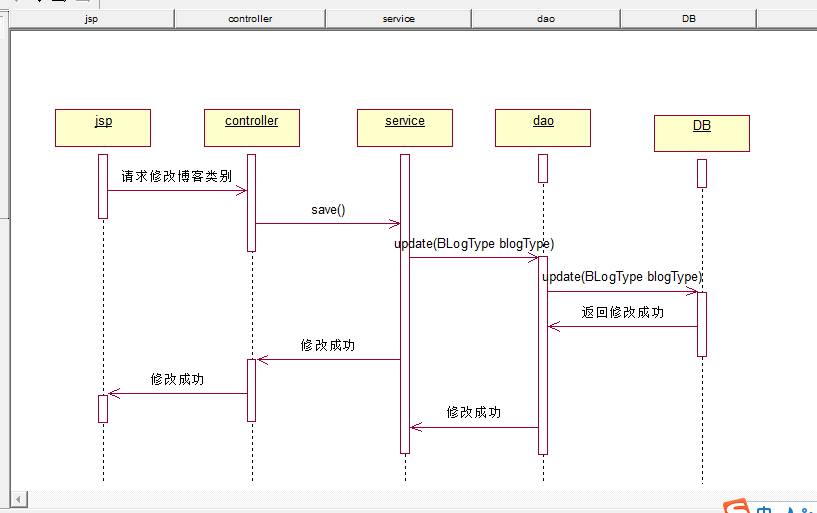 jsp
controller
service
dao
DB
jsp
controller
service
dao
DB
请求修改博客类别
save()
update(BLogType blogType)
update(BLogType blogType)
返回修改成功
修改成功
修改成功
修改成功